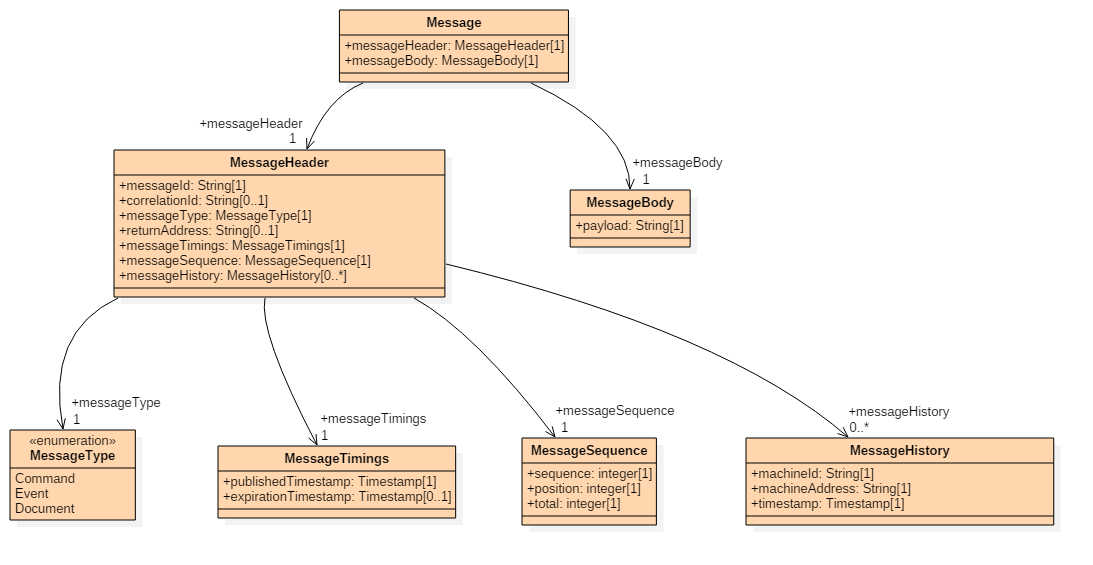 Message
+messageHeader: MessageHeader[1]
+messageBody: MessageBody[1]
+messageHeader
1
+messageBody
1
MessageHeader
+messageId: String[1]
+correlationId: String[0..1]
+messageType: MessageType[1]
+returnAddress: String[0..1]
+messageTimings: MessageTimings[1]
+messageSequence: MessageSequence[1]
+messageHistory: MessageHistory[0..*]
MessageBody
+payload: String[1]
+messageType
1
+messageTimings
1
+messageSequence
1
+messageHistory
0..*
«enumeration»
MessageType
Command
Event
Document
MessageTimings
+publishedTimestamp: Timestamp[1]
+expirationTimestamp: Timestamp[0..1]
MessageSequence
+sequence: integer[1]
+position: integer[1]
+total: integer[1]
MessageHistory
+machineId: String[1]
+machineAddress: String[1]
+timestamp: Timestamp[1]